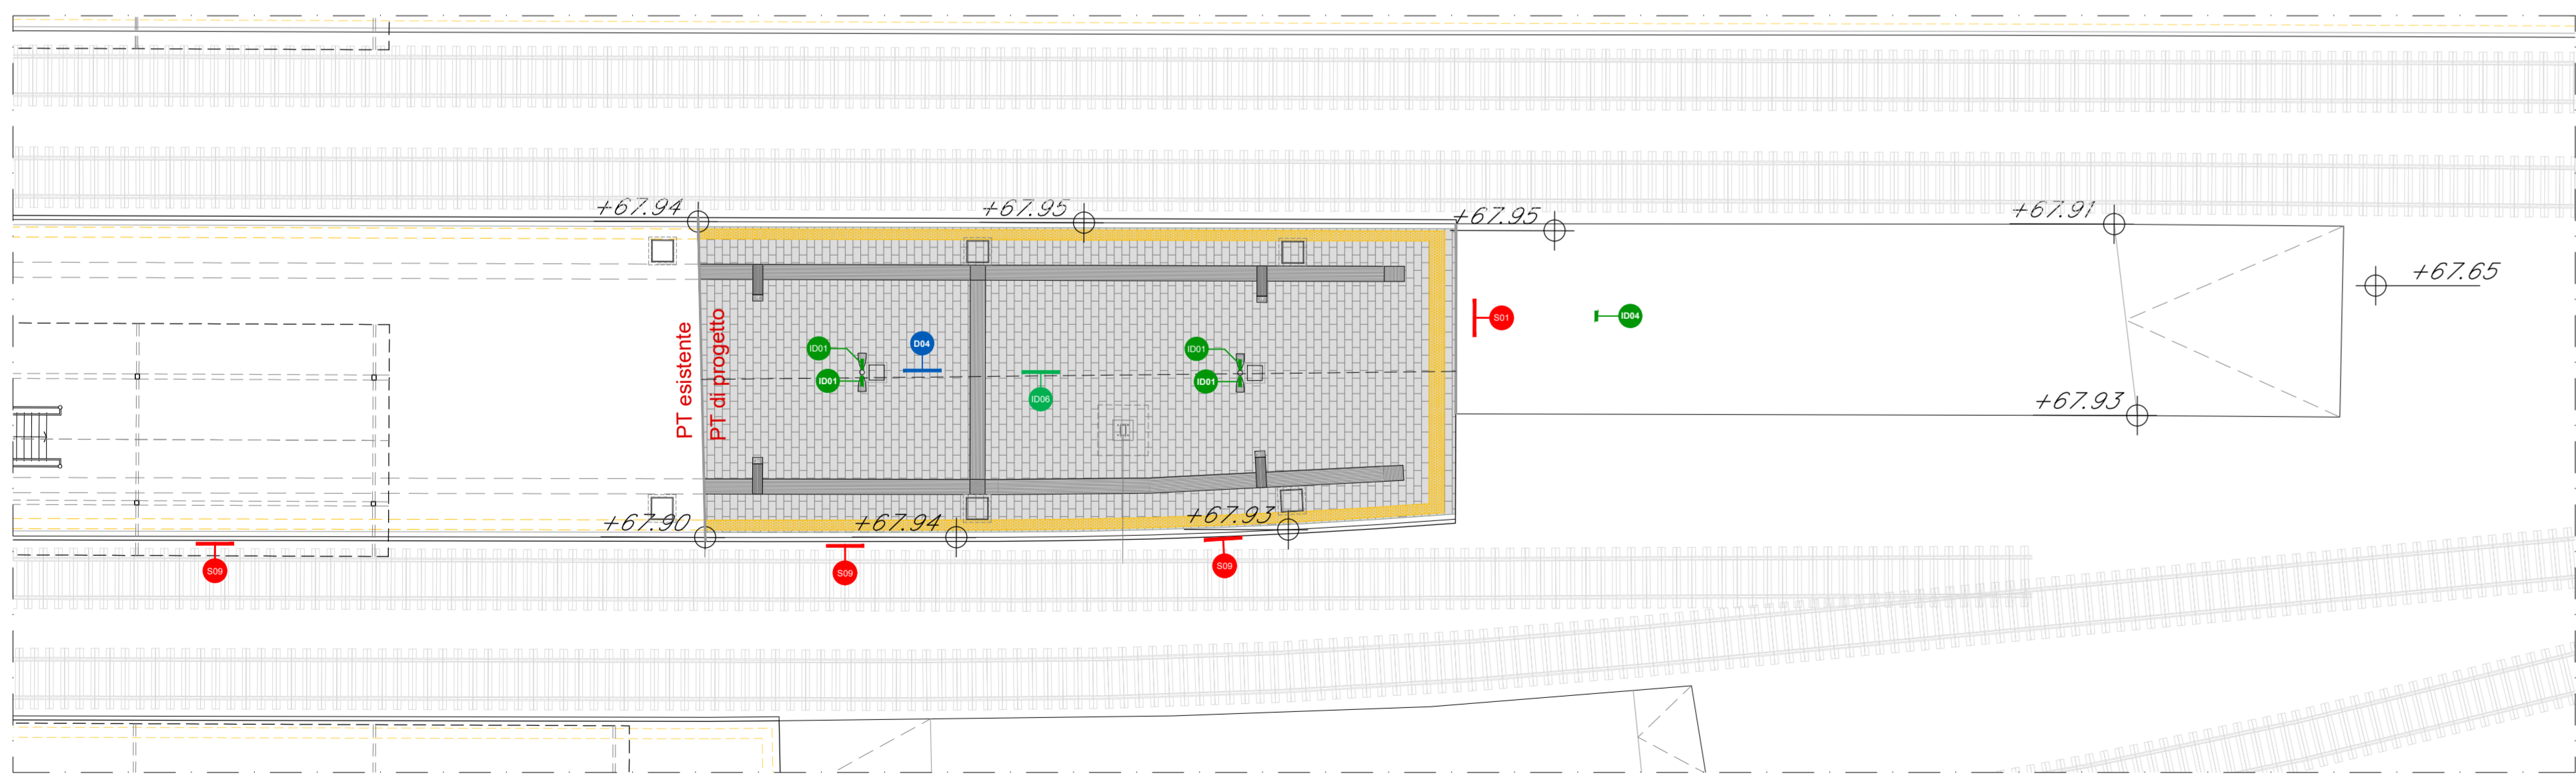 +67.94
+67.95
+67.95
+67.91
+67.65
S01
ID04
PT esistente
PT di progetto
ID01
ID01
D04
ID06
ID01
ID01
+67.93
+67.90
+67.94
+67.93
S09
S09
S09